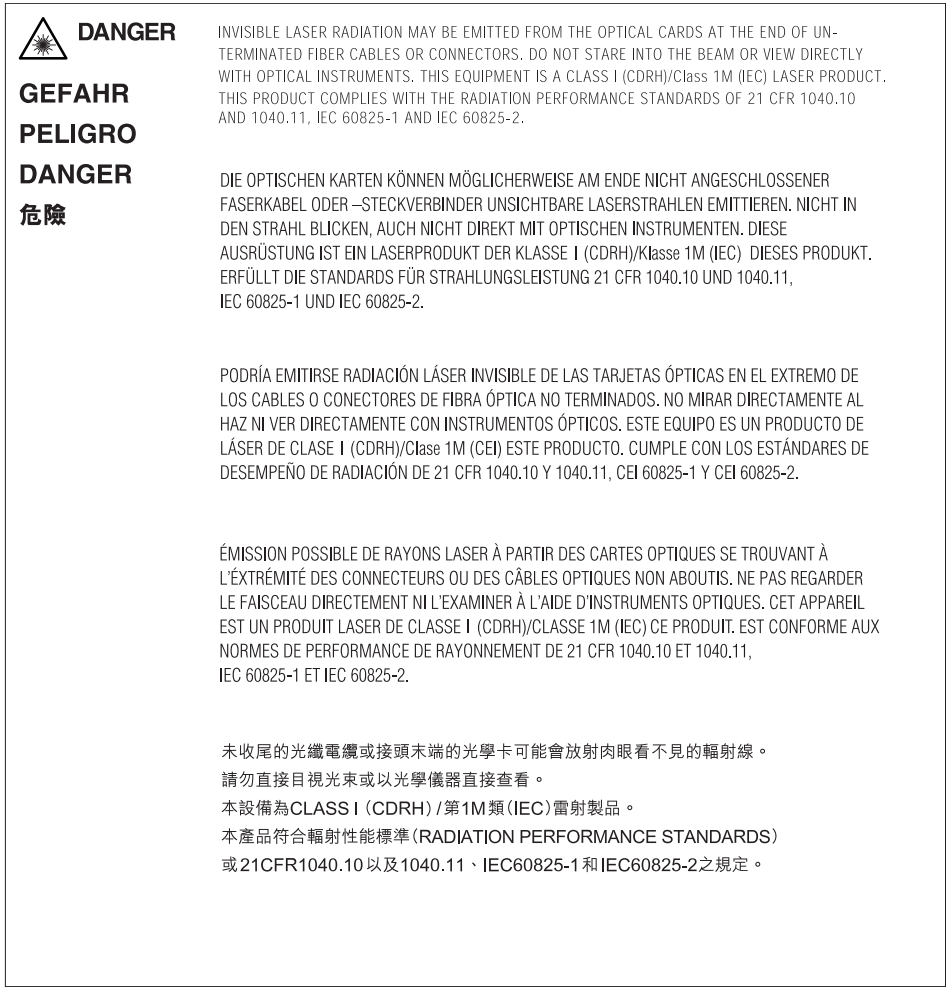 DANGER
GEFAHR
PELIGRO
DANGER
危險
INVISIBLE LASER RADIATION MAY BE EMITTED FROM THE OPTICAL CARDS AT THE END OF UN-
TERMINATED FIBER CABLES OR CONNECTORS. DO NOT STARE INTO THE BEAM OR VIEW DIRECTLY
WITH OPTICAL INSTRUMENTS. THIS EQUIPMENT IS A CLASS I (CDRH)/Class 1M (IEC) LASER PRODUCT.
THIS PRODUCT COMPLIES WITH THE RADIATION PERFORMANCE STANDARDS OF 21 CFR 1040.10
AND 1040.11, IEC 60825-1 AND IEC 60825-2.
DIE OPTISCHEN KARTEN KÖNNEN MÖGLICHERWEISE AM ENDE NICHT ANGESCHLOSSENER
FASERKABEL ODER –STECKVERBINDER UNSICHTBARE LASERSTRAHLEN EMITTIEREN. NICHT IN
DEN STRAHL BLICKEN, AUCH NICHT DIREKT MIT OPTISCHEN INSTRUMENTEN. DIESE
AUSRÜSTUNG IST EIN LASERPRODUKT DER KLASSE I (CDRH)/Klasse 1M (IEC) DIESES PRODUKT.
ERFÜLLT DIE STANDARDS FÜR STRAHLUNGSLEISTUNG 21 CFR 1040.10 UND 1040.11,
IEC 60825-1 UND IEC 60825-2.
PODRÍA EMITIRSE RADIACIÓN LÁSER INVISIBLE DE LAS TARJETAS ÓPTICAS EN EL EXTREMO DE
LOS CABLES O CONECTORES DE FIBRA ÓPTICA NO TERMINADOS. NO MIRAR DIRECTAMENTE AL
HAZ NI VER DIRECTAMENTE CON INSTRUMENTOS ÓPTICOS. ESTE EQUIPO ES UN PRODUCTO DE
LÁSER DE CLASE I (CDRH)/Clase 1M (CEI) ESTE PRODUCTO. CUMPLE CON LOS ESTÁNDARES DE
DESEMPEÑO DE RADIACIÓN DE 21 CFR 1040.10 Y 1040.11, CEI 60825-1 Y CEI 60825-2.
ÉMISSION POSSIBLE DE RAYONS LASER À PARTIR DES CARTES OPTIQUES SE TROUVANT À
L'ÉXTRÉMITÉ DES CONNECTEURS OU DES CÂBLES OPTIQUES NON ABOUTIS. NE PAS REGARDER
LE FAISCEAU DIRECTEMENT NI L'EXAMINER À L'AIDE D'INSTRUMENTS OPTIQUES. CET APPAREIL
EST UN PRODUIT LASER DE CLASSE I (CDRH)/CLASSE 1M (IEC) CE PRODUIT. EST CONFORME AUX
NORMES DE PERFORMANCE DE RAYONNEMENT DE 21 CFR 1040.10 ET 1040.11,
IEC 60825-1 ET IEC 60825-2.
未收尾的光纖電纜或接頭末端的光學卡可能會放射肉眼看不見的輻射線。
請勿直接目視光束或以光學儀器直接查看。
本設備為CLASS I（CDRH）/第1M類（IEC）雷射製品。
本產品符合輻射性能標準（RADIATION PERFORMANCE STANDARDS）
或21CFR1040.10以及1040.11、IEC60825-1和IEC60825-2之規定。